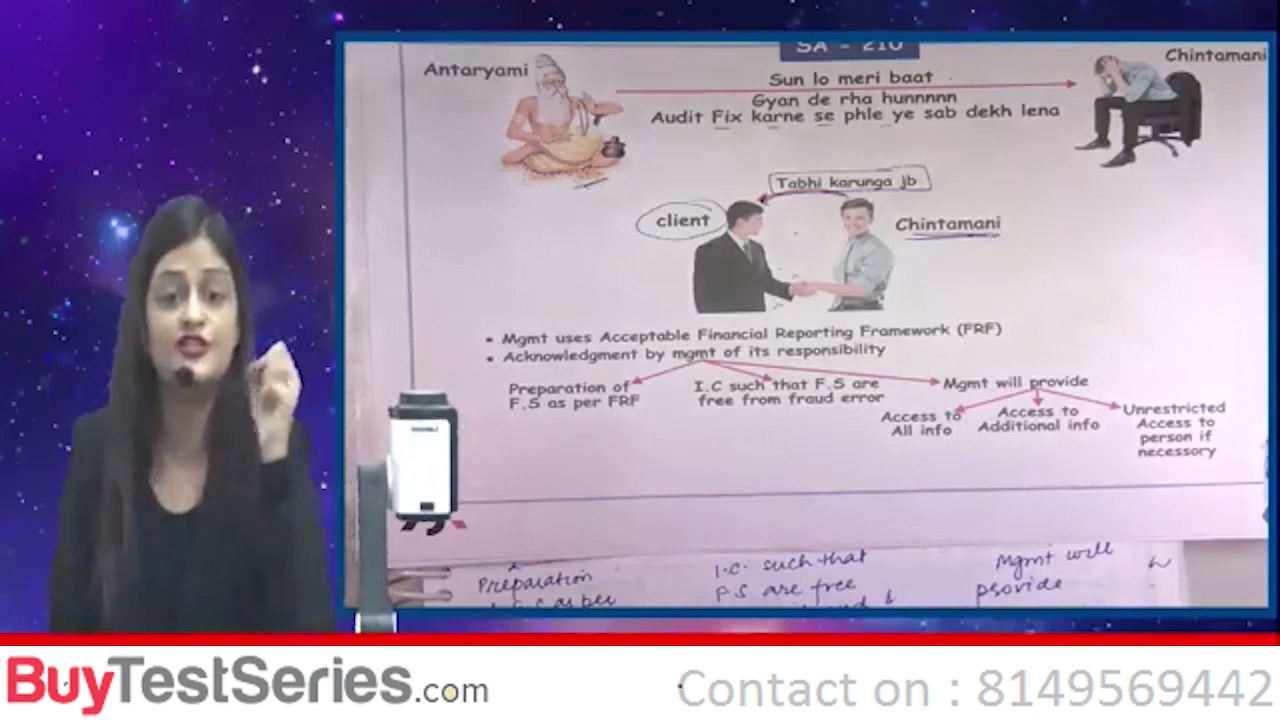 SA - 210
Antaryami
Chintamani
Sun lo meri baat
Gyan de rha hunnnnn
Audit Fix karne se phle ye sab dekh lena
Tabhi karunga jb
client
Chintamani
• Mgmt uses Acceptable Financial Reporting Framework (FRF)
• Acknowledgment by mgmt of its responsibility
Preparation of
F.S as per FRF
I.C such that F.S are
free from fraud error
Mgmt will provide
Access to
All info
Access to
Additional info
Unrestricted
Access to
person if
necessary
Preparation
as per
I.C. such that
F.S are free
Mgmt will
provide
BuyTestSeries.com
Contact on : 8149569442